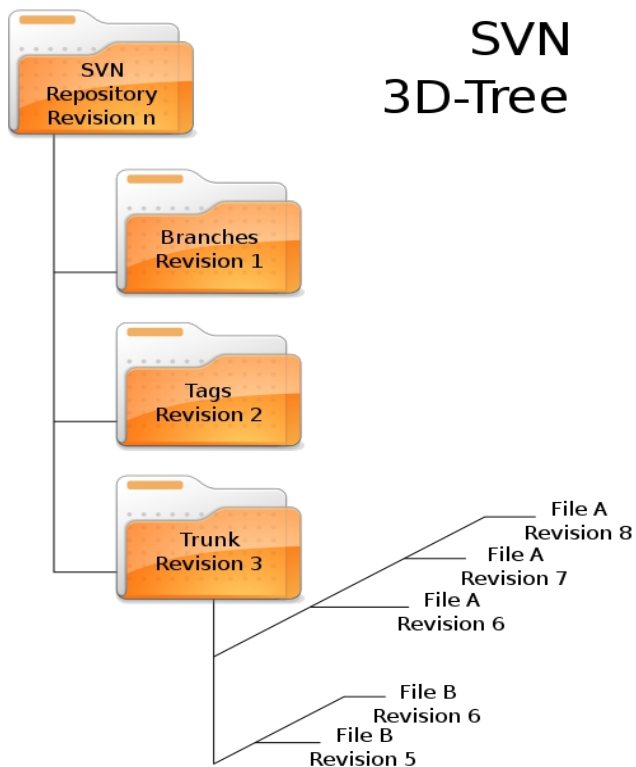 SVN
3D-Tree
SVN
Repository
Revision n
Branches
Revision 1
Tags
Revision 2
Trunk
Revision 3
File A
Revision 8
File A
Revision 7
File A
Revision 6
File B
Revision 6
File B
Revision 5